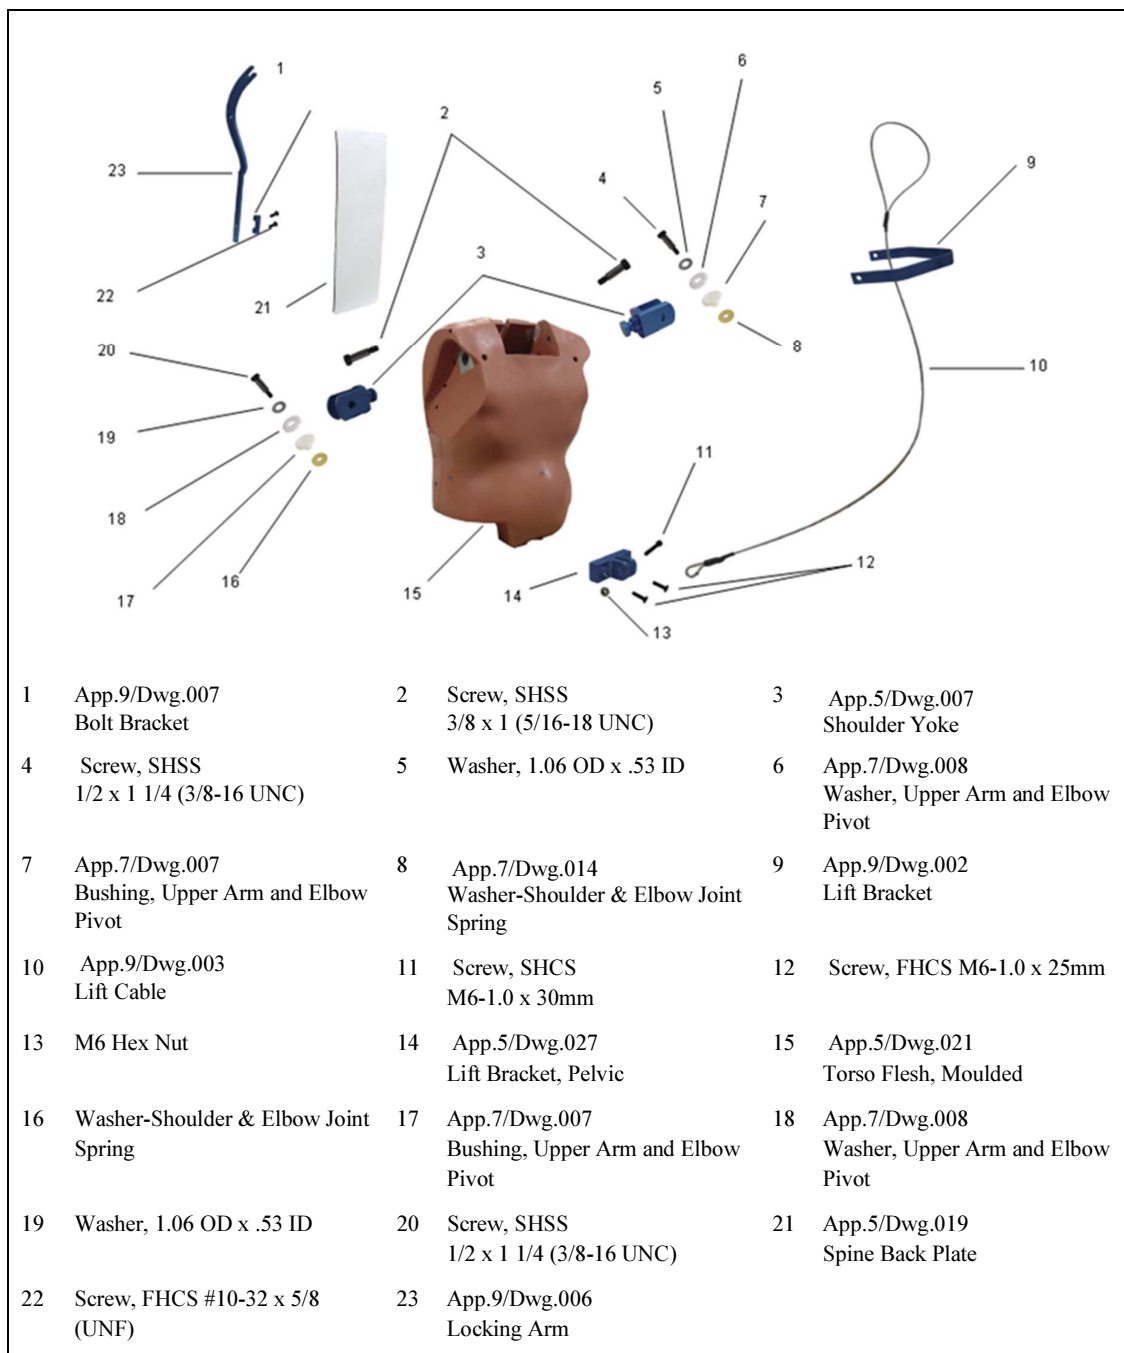 1
2
3
4
5
6
7
8
9
10
11
12
13
14
15
16
17
18
19
20
21
22
23
1 App.9/Dwg.007 2 Screw, SHSS 3 App.5/Dwg.007
Bolt Bracket 3/8 x 1 (5/16-18 UNC) Shoulder Yoke
4 Screw, SHSS 5 Washer, 1.06 OD x .53 ID 6 App.7/Dwg.008
1/2 x 1 1/4 (3/8-16 UNC) Washer, Upper Arm and Elbow
Pivot
7 App.7/Dwg.007 8 App.7/Dwg.014 9 App.9/Dwg.002
Bushing, Upper Arm and Elbow Washer-Shoulder & Elbow Joint Lift Bracket
Pivot Spring
10 App.9/Dwg.003 11 Screw, SHCS 12 Screw, FHCS M6-1.0 x 25mm
Lift Cable M6-1.0 x 30mm
13 M6 Hex Nut 14 App.5/Dwg.027 15 App.5/Dwg.021
Lift Bracket, Pelvic Torso Flesh, Moulded
16 Washer-Shoulder & Elbow Joint 17 App.7/Dwg.007 18 App.7/Dwg.008
Spring Bushing, Upper Arm and Elbow Washer, Upper Arm and Elbow
Pivot Pivot
19 Washer, 1.06 OD x .53 ID 20 Screw, SHSS 21 App.5/Dwg.019
1/2 x 1 1/4 (3/8-16 UNC) Spine Back Plate
22 Screw, FHCS #10-32 x 5/8 23 App.9/Dwg.006
(UNF) Locking Arm